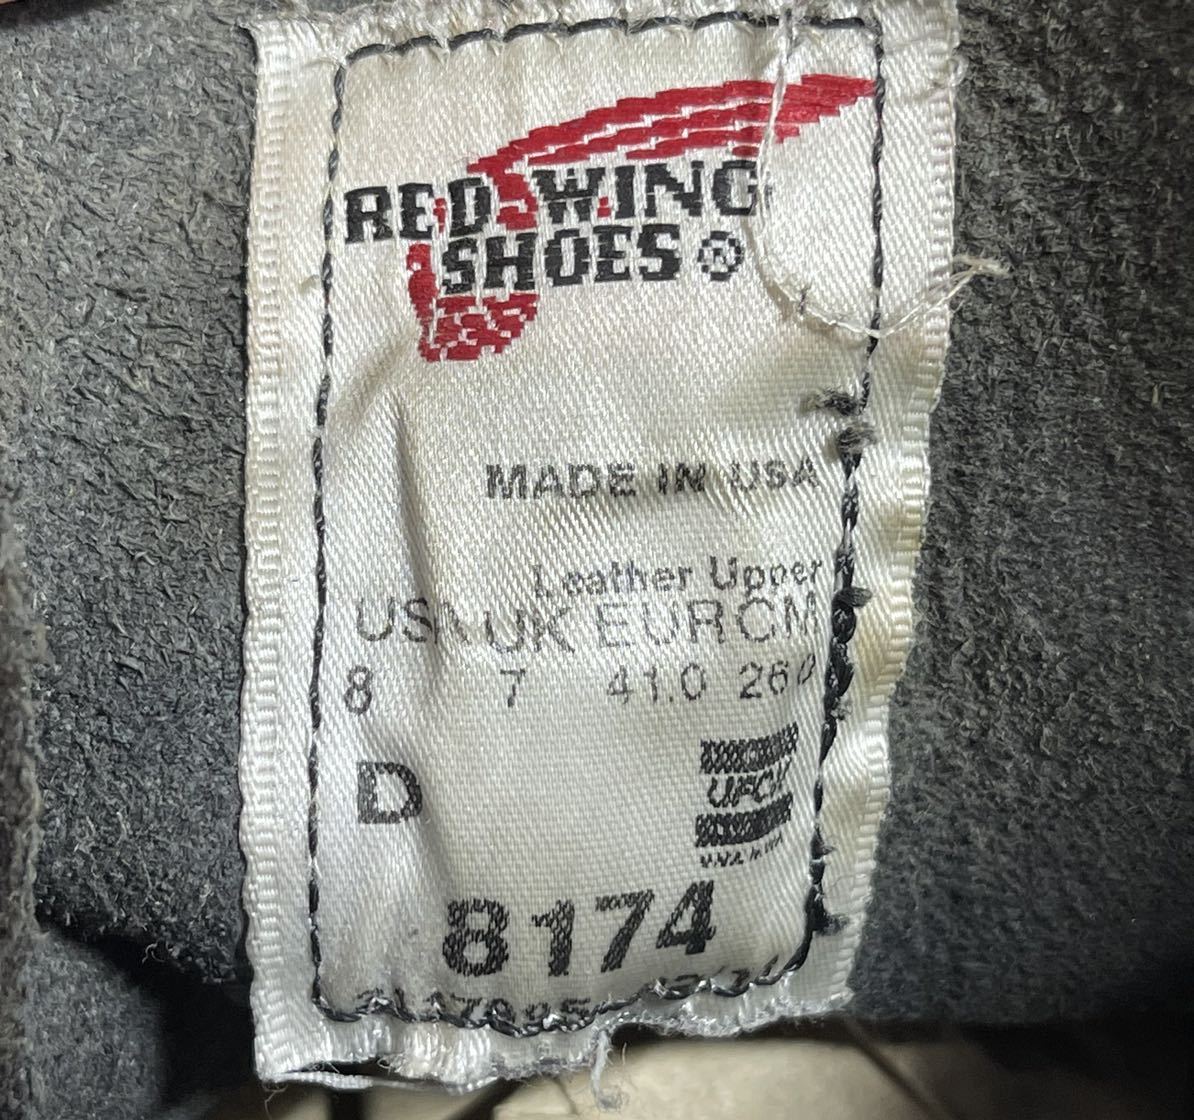 RED WING
SHOES ®
MADE IN USA
Leather Upper
USA UK EUR CM
8 7 41.0 26.0
D
UFCW
8174